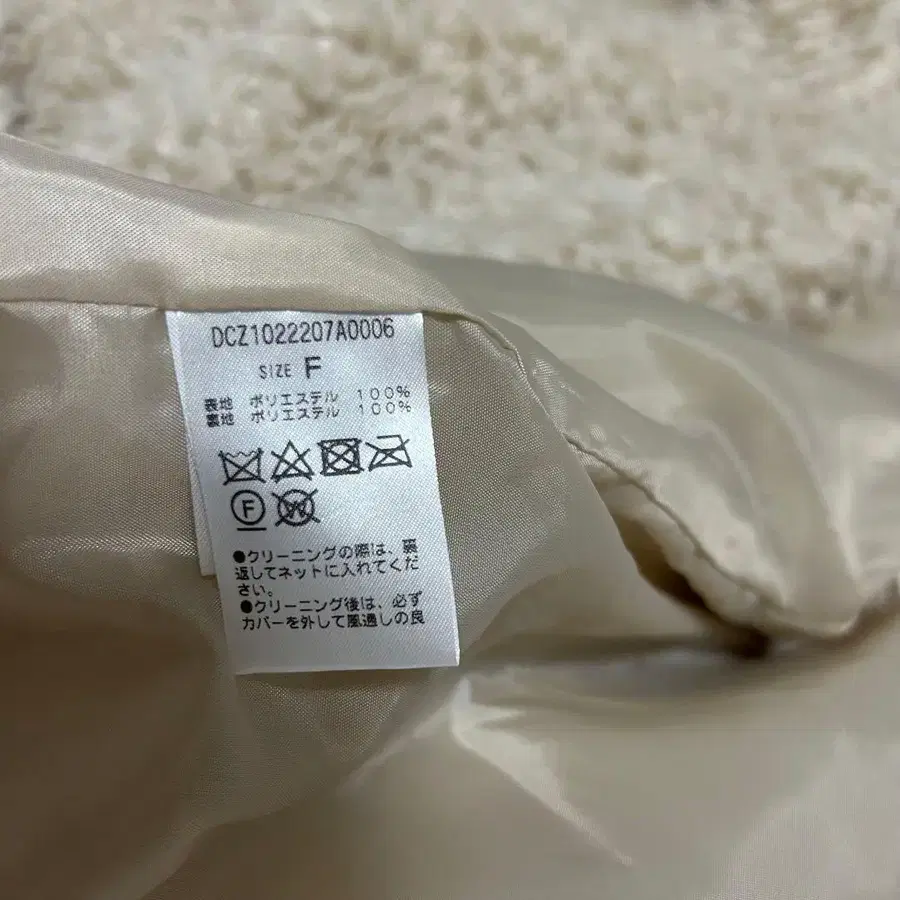 DCZ1022207A0006
SIZE F
表地 ポリエステル 100%
裏地 ポリエステル 100%
F W
●クリーニングの際は、裏
返してネットに入れてくだ
さい。
●クリーニング後は、必ず
カバーを外して風通しの良